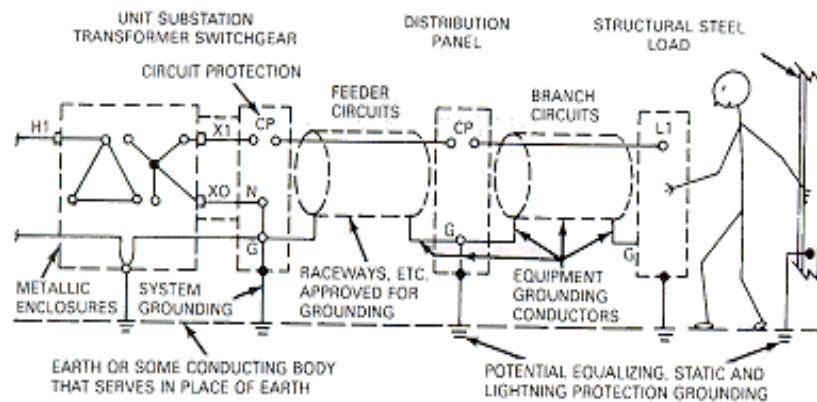 UNIT SUBSTATION
TRANSFORMER SWITCHGEAR
DISTRIBUTION
PANEL
STRUCTURAL STEEL
LOAD
CIRCUIT PROTECTION
FEEDER
CIRCUITS
BRANCH
CIRCUITS
H1
X1
CP
CP
L1
XO
N
G
G
G
METALLIC
ENCLOSURES
SYSTEM
GROUNDING
RACEWAYS, ETC.
APPROVED FOR
GROUNDING
EQUIPMENT
GROUNDING
CONDUCTORS
EARTH OR SOME CONDUCTING BODY
THAT SERVES IN PLACE OF EARTH
POTENTIAL EQUALIZING, STATIC AND
LIGHTNING PROTECTION GROUNDING